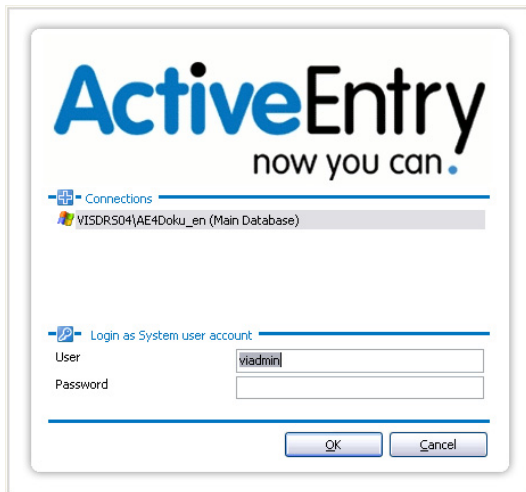 ActiveEntry
now you can.
Connections
VISDRS04\AE4Doku_en (Main Database)
Login as System user account
User viadmin
Password
OK Cancel